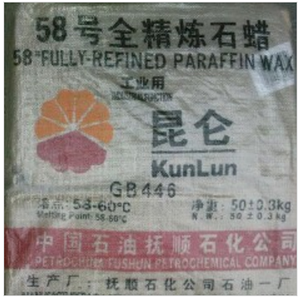 58号全精炼石蜡
58#FULLY-REFINED PARAFFIN WAX
工业用
昆仑
KunLun
GB446
熔点: 58-60℃
Melting Point: 58-60℃
净重: 50±0.3kg
N.W.: 50±0.3kg
中国石油抚顺石化公司
PETROCHINA FUSHUN PETROCHEMICAL COMPANY
生产厂: 抚顺石化公司石油一厂